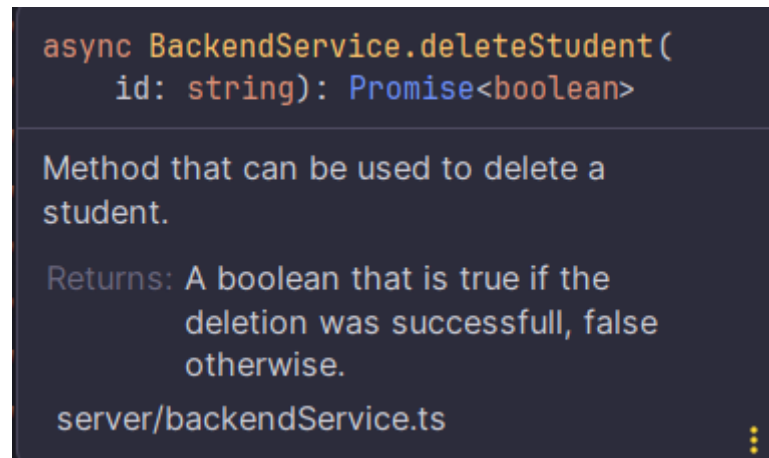 async BackendService.deleteStudent(
id: string): Promise<boolean>
Method that can be used to delete a
student.
Returns: A boolean that is true if the
deletion was successfull, false
otherwise.
server/backendService.ts